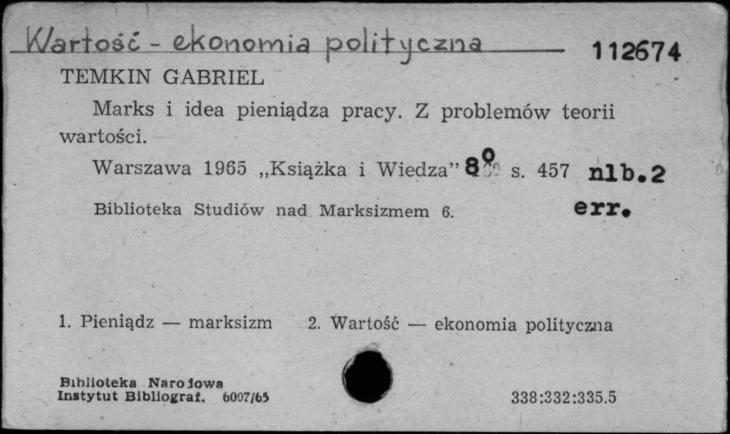 Wartość - ekonomia polityczna 112674
TEMKIN GABRIEL
Marks i idea pieniądza pracy. Z problemów teorii
wartości.
Warszawa 1965 „Książka i Wiedza” 8⁰ s. 457 nlb.2
Biblioteka Studiów nad Marksizmem 6. err.
1. Pieniądz — marksizm 2. Wartość — ekonomia polityczna
Biblioteka Narodowa
Instytut Bibliograf. 6007/65 338:332:335.5